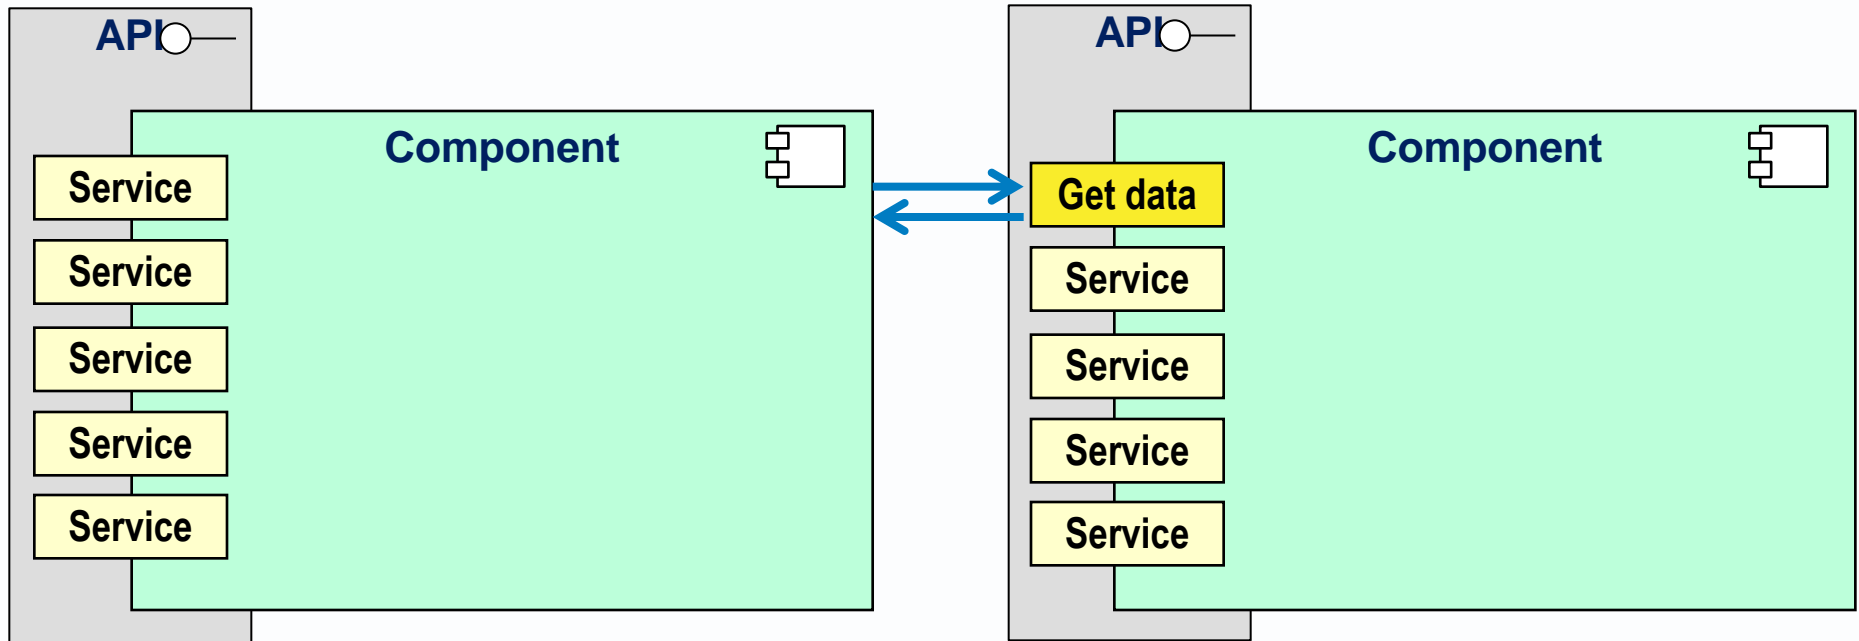 API
Component
Service
Service
Service
Service
Service
API
Component
Get data
Service
Service
Service
Service